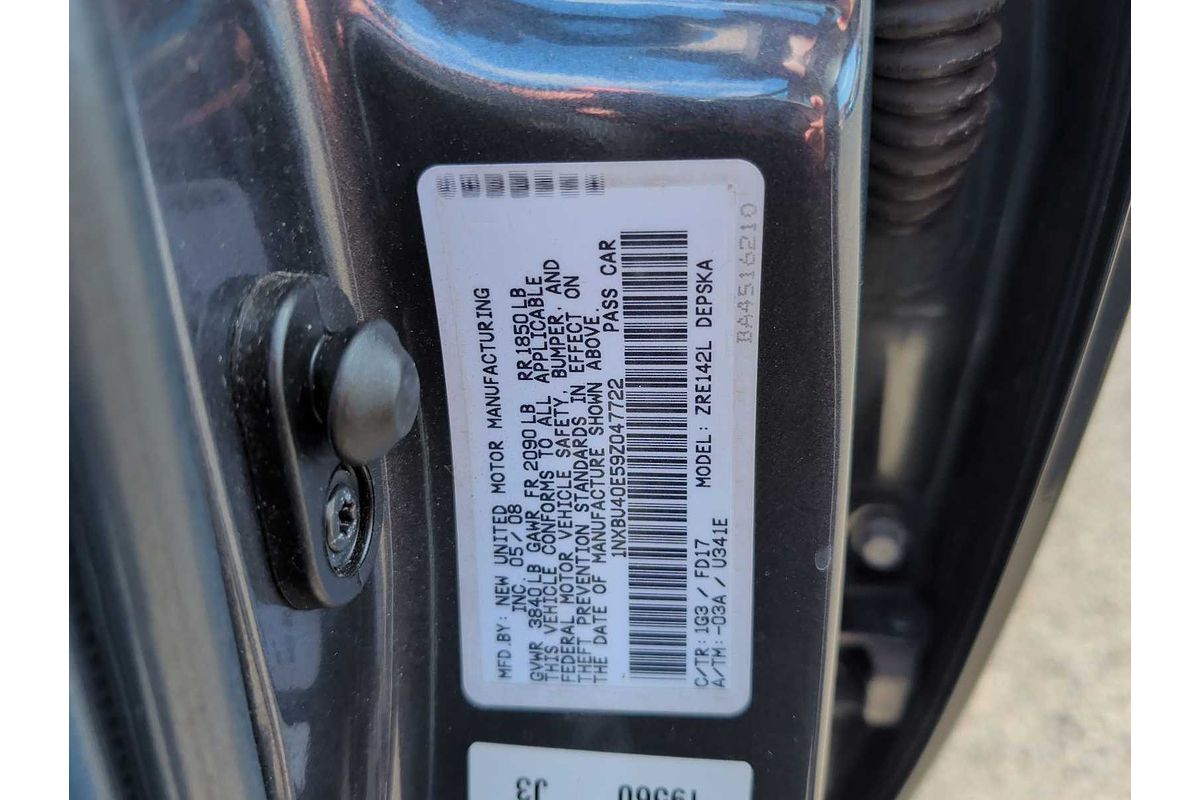 MFD.BY: NEW UNITED MOTOR MANUFACTURING
INC. 05/08
GVWR 3840LB GAWR FR 2090LB RR1850LB
THIS VEHICLE CONFORMS TO ALL APPLICABLE
FEDERAL MOTOR VEHICLE SAFETY, BUMPER, AND
THEFT PREVENTION STANDARDS IN EFFECT ON
THE DATE OF MANUFACTURE SHOWN ABOVE.
1NXBU40E59Z047722 PASS CAR
C/TR: 1G3 / FD17 MODEL: ZRE142L DEPSKA
A/TM: -03A / U341E
BA4516210
J3